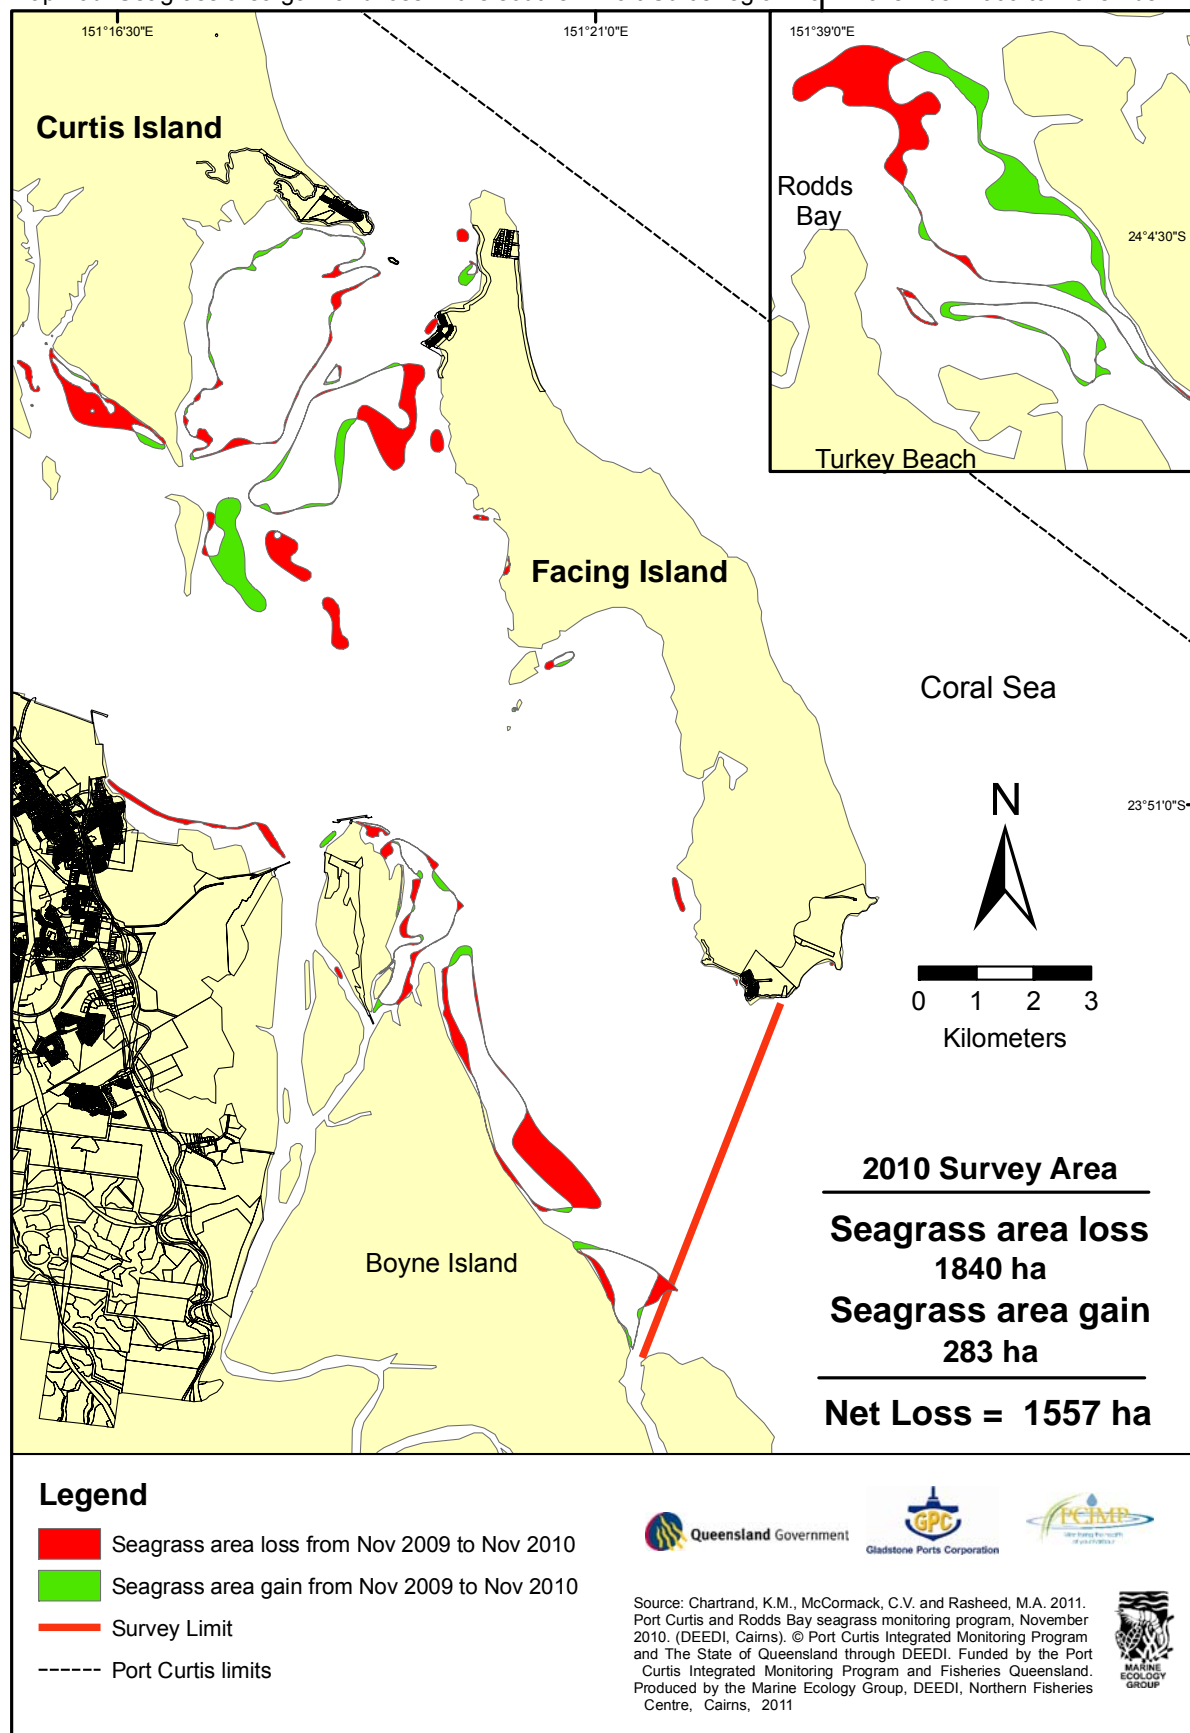 151°16'30"E
151°21'0"E
151°39'0"E
Curtis Island
Rodds
Bay
24°4'30"S
Turkey Beach
Facing Island
Coral Sea
N
23°51'0"S
0 1 2 3
Kilometers
2010 Survey Area
Seagrass area loss
1840 ha
Seagrass area gain
283 ha
Net Loss = 1557 ha
Boyne Island
Legend
Seagrass area loss from Nov 2009 to Nov 2010
Seagrass area gain from Nov 2009 to Nov 2010
Survey Limit
Port Curtis limits
Queensland Government
GPC
Gladstone Ports Corporation
PCIMP
Source: Chartrand, K.M., McCormack, C.V. and Rasheed, M.A. 2011.
Port Curtis and Rodds Bay seagrass monitoring program, November
2010. (DEEDI, Cairns). © Port Curtis Integrated Monitoring Program
and The State of Queensland through DEEDI. Funded by the Port
Curtis Integrated Monitoring Program and Fisheries Queensland.
Produced by the Marine Ecology Group, DEEDI, Northern Fisheries
Centre, Cairns, 2011
MARINE
ECOLOGY
GROUP